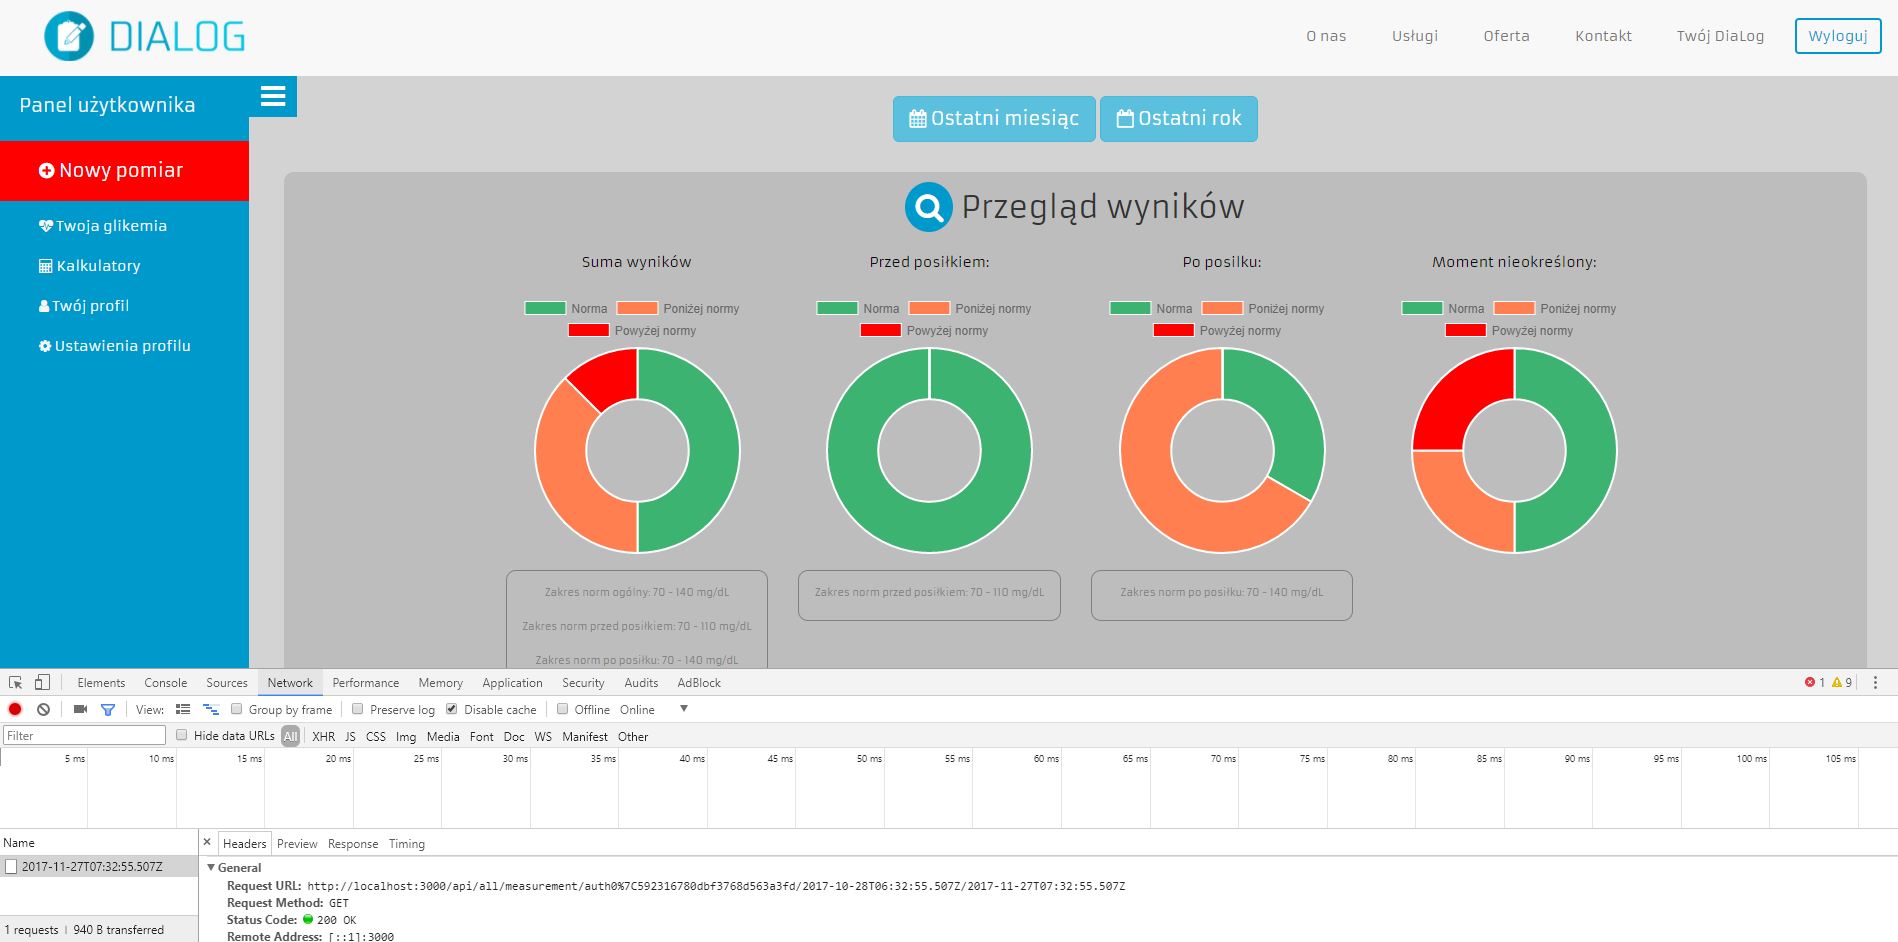 DIALOG
O nas Usługi Oferta Kontakt Twój DiaLog Wyloguj
Panel użytkownika
Ostatni miesiąc Ostatni rok
Nowy pomiar
Twoja glikemia
Kalkulatory
Twój profil
Ustawienia profilu
Przegląd wyników
Suma wyników Przed posiłkiem: Po posilku: Moment nieokreślony:
Norma Poniżej normy Norma Poniżej normy Norma Poniżej normy Norma Poniżej normy
Powyżej normy Powyżej normy Powyżej normy Powyżej normy
Zakres norm ogólny: 70 - 140 mg/dL Zakres norm przed posiłkiem: 70 - 110 mg/dL Zakres norm po posiłku: 70 - 140 mg/dL
Zakres norm przed posiłkiem: 70 - 110 mg/dL
Zakres norm po posiłku: 70 - 140 mg/dL
Elements Console Sources Network Performance Memory Application Security Audits AdBlock 1 9
View: Group by frame Preserve log Disable cache Offline Online
Filter Hide data URLs All XHR JS CSS Img Media Font Doc WS Manifest Other
5 ms 10 ms 15 ms 20 ms 25 ms 30 ms 35 ms 40 ms 45 ms 50 ms 55 ms 60 ms 65 ms 70 ms 75 ms 80 ms 85 ms 90 ms 95 ms 100 ms 105 ms
Name
2017-11-27T07:32:55.507Z
1 requests | 940 B transferred
Headers Preview Response Timing
General
Request URL: http://localhost:3000/api/all/measurement/auth0%7C592316780dbf3768d563a3fd/2017-10-28T06:32:55.507Z/2017-11-27T07:32:55.507Z
Request Method: GET
Status Code: 200 OK
Remote Address: [::1]:3000